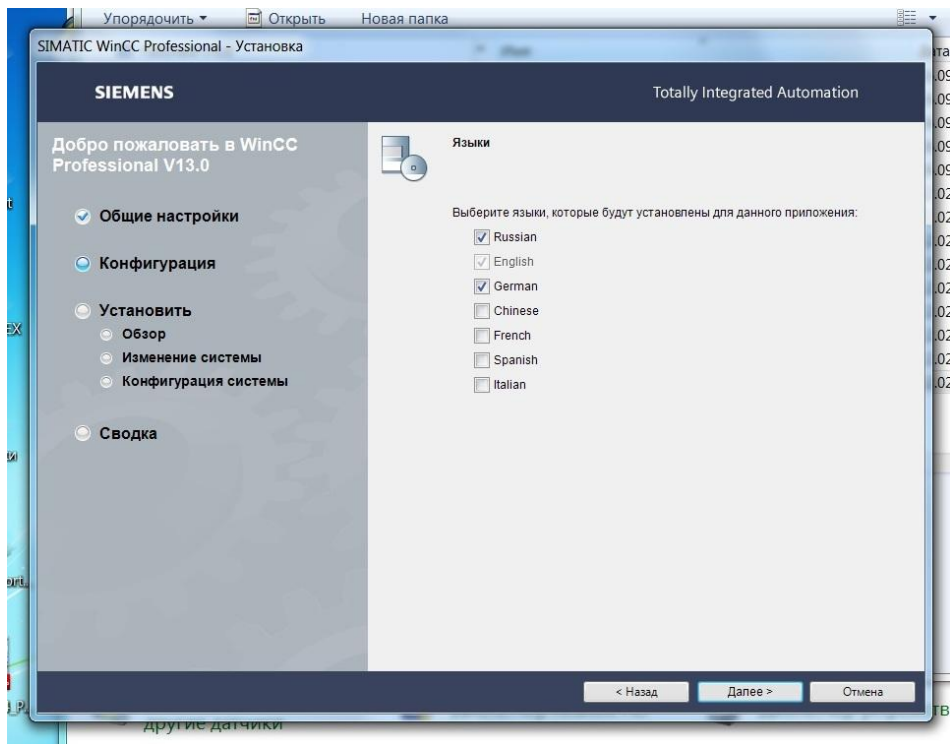 Упорядочить
Открыть
Новая папка
SIMATIC WinCC Professional - Установка
SIEMENS
Totally Integrated Automation
Добро пожаловать в WinCC
Professional V13.0
Общие настройки
Конфигурация
Установить
Обзор
Изменение системы
Конфигурация системы
Сводка
Языки
Выберите языки, которые будут установлены для данного приложения:
Russian
English
German
Chinese
French
Spanish
Italian
< Назад
Далее >
Отмена
другие датчики